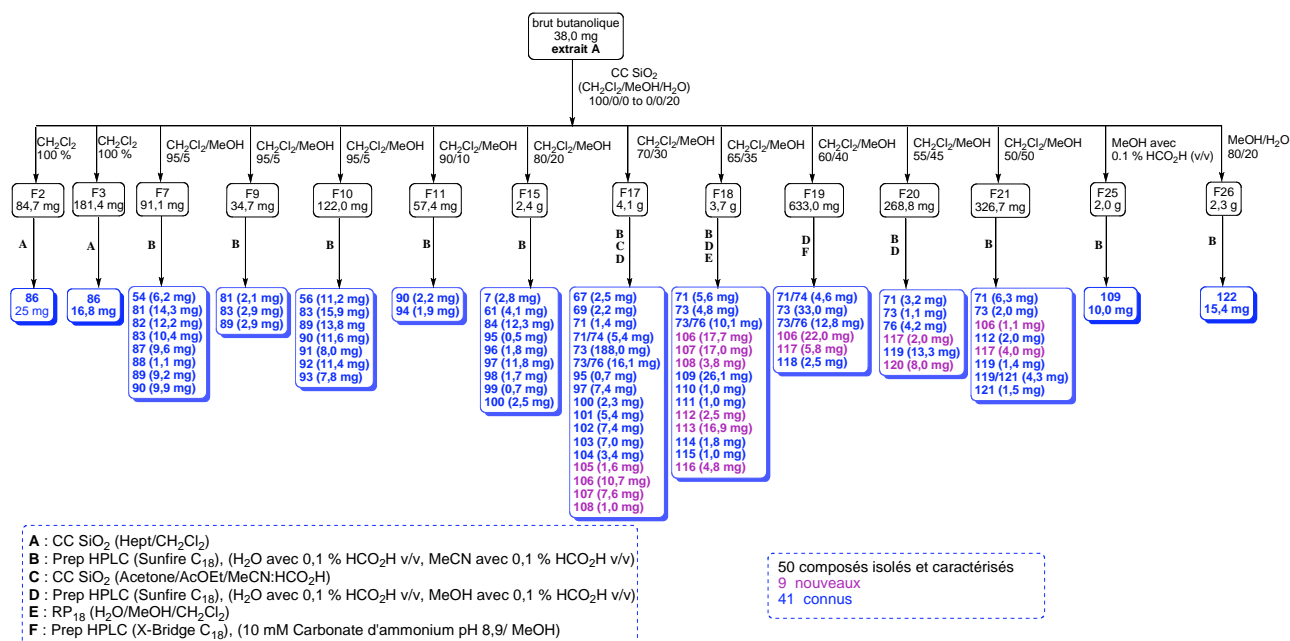 brut butanolique
38,0 mg
extrait A
CC SiO₂
(CH₂Cl₂/MeOH/H₂O)
100/0/0 to 0/0/20
CH₂Cl₂
100 %
CH₂Cl₂
100 %
CH₂Cl₂/MeOH
95/5
CH₂Cl₂/MeOH
95/5
CH₂Cl₂/MeOH
95/5
CH₂Cl₂/MeOH
90/10
CH₂Cl₂/MeOH
80/20
CH₂Cl₂/MeOH
70/30
CH₂Cl₂/MeOH
65/35
CH₂Cl₂/MeOH
60/40
CH₂Cl₂/MeOH
55/45
CH₂Cl₂/MeOH
50/50
MeOH avec
0.1 % HCO₂H (v/v)
MeOH/H₂O
80/20
F2
84,7 mg
F3
181,4 mg
F7
91,1 mg
F9
34,7 mg
F10
122,0 mg
F11
57,4 mg
F15
2,4 g
F17
4,1 g
F18
3,7 g
F19
633,0 mg
F20
268,8 mg
F21
326,7 mg
F25
2,0 g
F26
2,3 g
A
A
B
B
B
B
B
B
C
D
B
D
E
D
F
B
D
B
B
B
86
25 mg
86
16,8 mg
54 (6,2 mg)
81 (14,3 mg)
82 (12,2 mg)
83 (10,4 mg)
87 (9,6 mg)
88 (1,1 mg)
89 (9,2 mg)
90 (9,9 mg)
81 (2,1 mg)
83 (2,9 mg)
89 (2,9 mg)
56 (11,2 mg)
83 (15,9 mg)
89 (13,8 mg)
90 (11,6 mg)
91 (8,0 mg)
92 (11,4 mg)
93 (7,8 mg)
90 (2,2 mg)
94 (1,9 mg)
7 (2,8 mg)
61 (4,1 mg)
84 (12,3 mg)
95 (0,5 mg)
96 (1,8 mg)
97 (11,8 mg)
98 (1,7 mg)
99 (0,7 mg)
100 (2,5 mg)
67 (2,5 mg)
69 (2,2 mg)
71 (1,4 mg)
71/74 (5,4 mg)
73 (188,0 mg)
73/76 (16,1 mg)
95 (0,7 mg)
97 (7,4 mg)
100 (2,3 mg)
101 (5,4 mg)
102 (7,4 mg)
103 (7,0 mg)
104 (3,4 mg)
105 (1,6 mg)
106 (10,7 mg)
107 (7,6 mg)
108 (1,0 mg)
71 (5,6 mg)
73 (4,8 mg)
73/76 (10,1 mg)
106 (17,7 mg)
107 (17,0 mg)
108 (3,8 mg)
109 (26,1 mg)
110 (1,0 mg)
111 (1,0 mg)
112 (2,5 mg)
113 (16,9 mg)
114 (1,8 mg)
115 (1,0 mg)
116 (4,8 mg)
71/74 (4,6 mg)
73 (33,0 mg)
73/76 (12,8 mg)
106 (22,0 mg)
117 (5,8 mg)
118 (2,5 mg)
71 (3,2 mg)
73 (1,1 mg)
76 (4,2 mg)
117 (2,0 mg)
119 (13,3 mg)
120 (8,0 mg)
71 (6,3 mg)
73 (2,0 mg)
106 (1,1 mg)
112 (2,0 mg)
117 (4,0 mg)
119 (1,4 mg)
119/121 (4,3 mg)
121 (1,5 mg)
109
10,0 mg
122
15,4 mg
A : CC SiO₂ (Hept/CH₂Cl₂)
B : Prep HPLC (Sunfire C₁₈), (H₂O avec 0,1 % HCO₂H v/v, MeCN avec 0,1 % HCO₂H v/v)
C : CC SiO₂ (Acetone/AcOEt/MeCN:HCO₂H)
D : Prep HPLC (Sunfire C₁₈), (H₂O avec 0,1 % HCO₂H v/v, MeOH avec 0,1 % HCO₂H v/v)
E : RP₁₈ (H₂O/MeOH/CH₂Cl₂)
F : Prep HPLC (X-Bridge C₁₈), (10 mM Carbonate d'ammonium pH 8,9/ MeOH)
50 composés isolés et caractérisés
9 nouveaux
41 connus